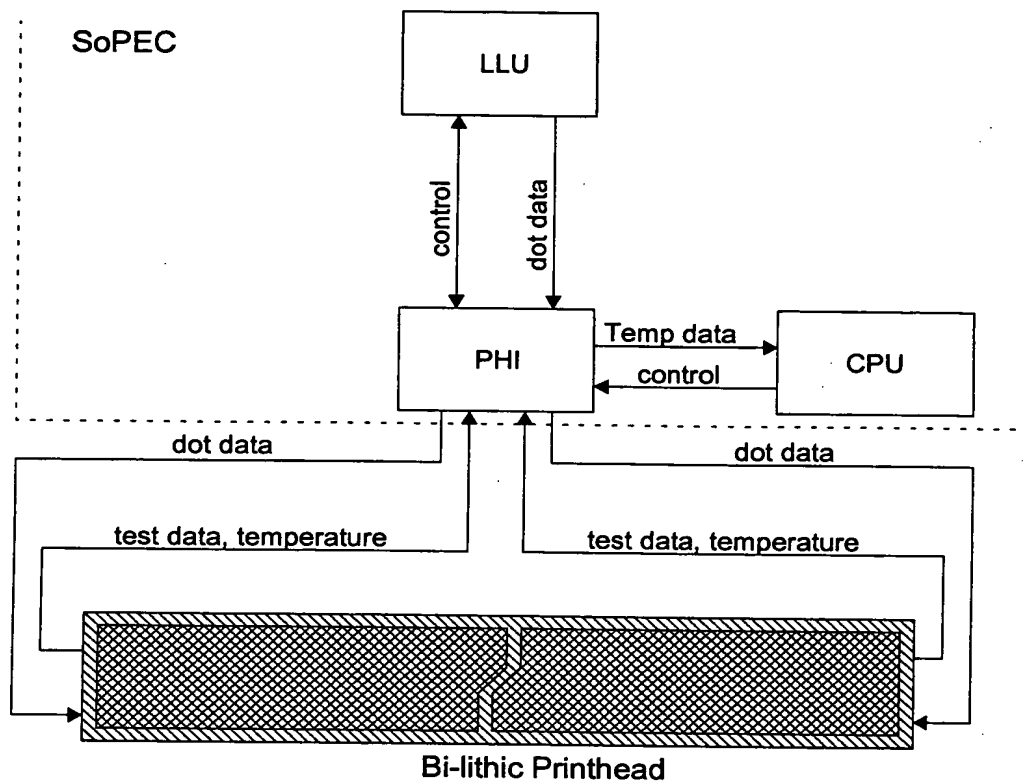 SoPEC
LLU
control
dot data
PHI
Temp data
control
CPU
dot data
dot data
test data, temperature
test data, temperature
Bi-lithic Printhead